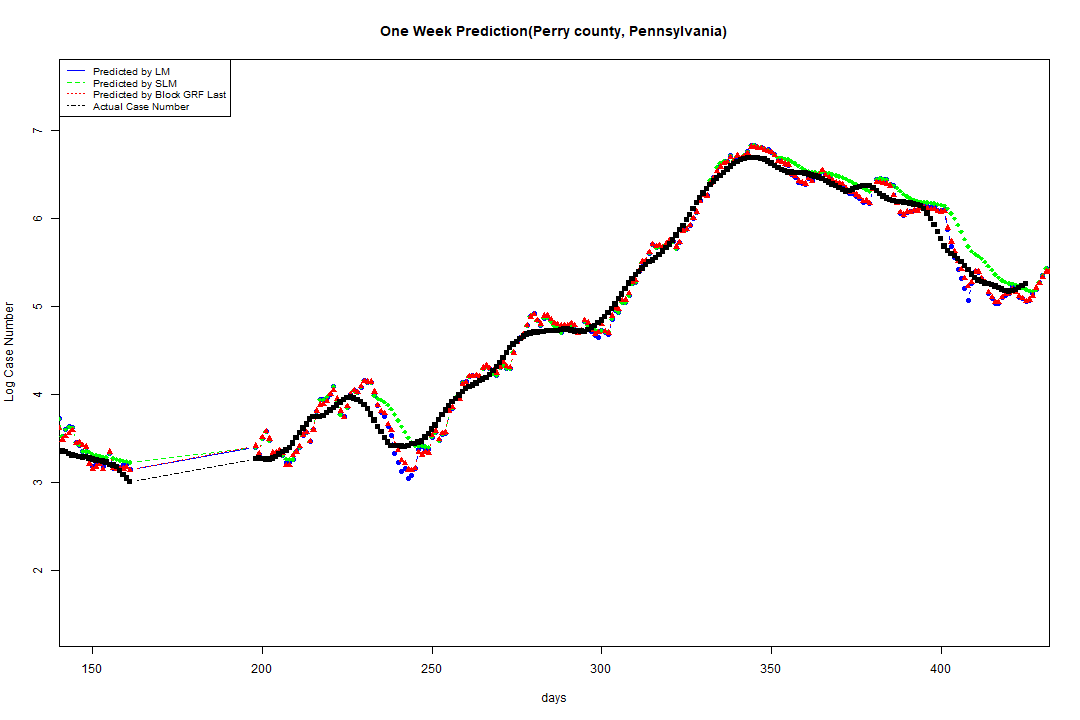 One Week Prediction(Perry county, Pennsylvania)
Predicted by LM
Predicted by SLM
Predicted by Block GRF Last
Actual Case Number
7
6
5
4
3
2
Log Case Number
150 200 250 300 350 400
days